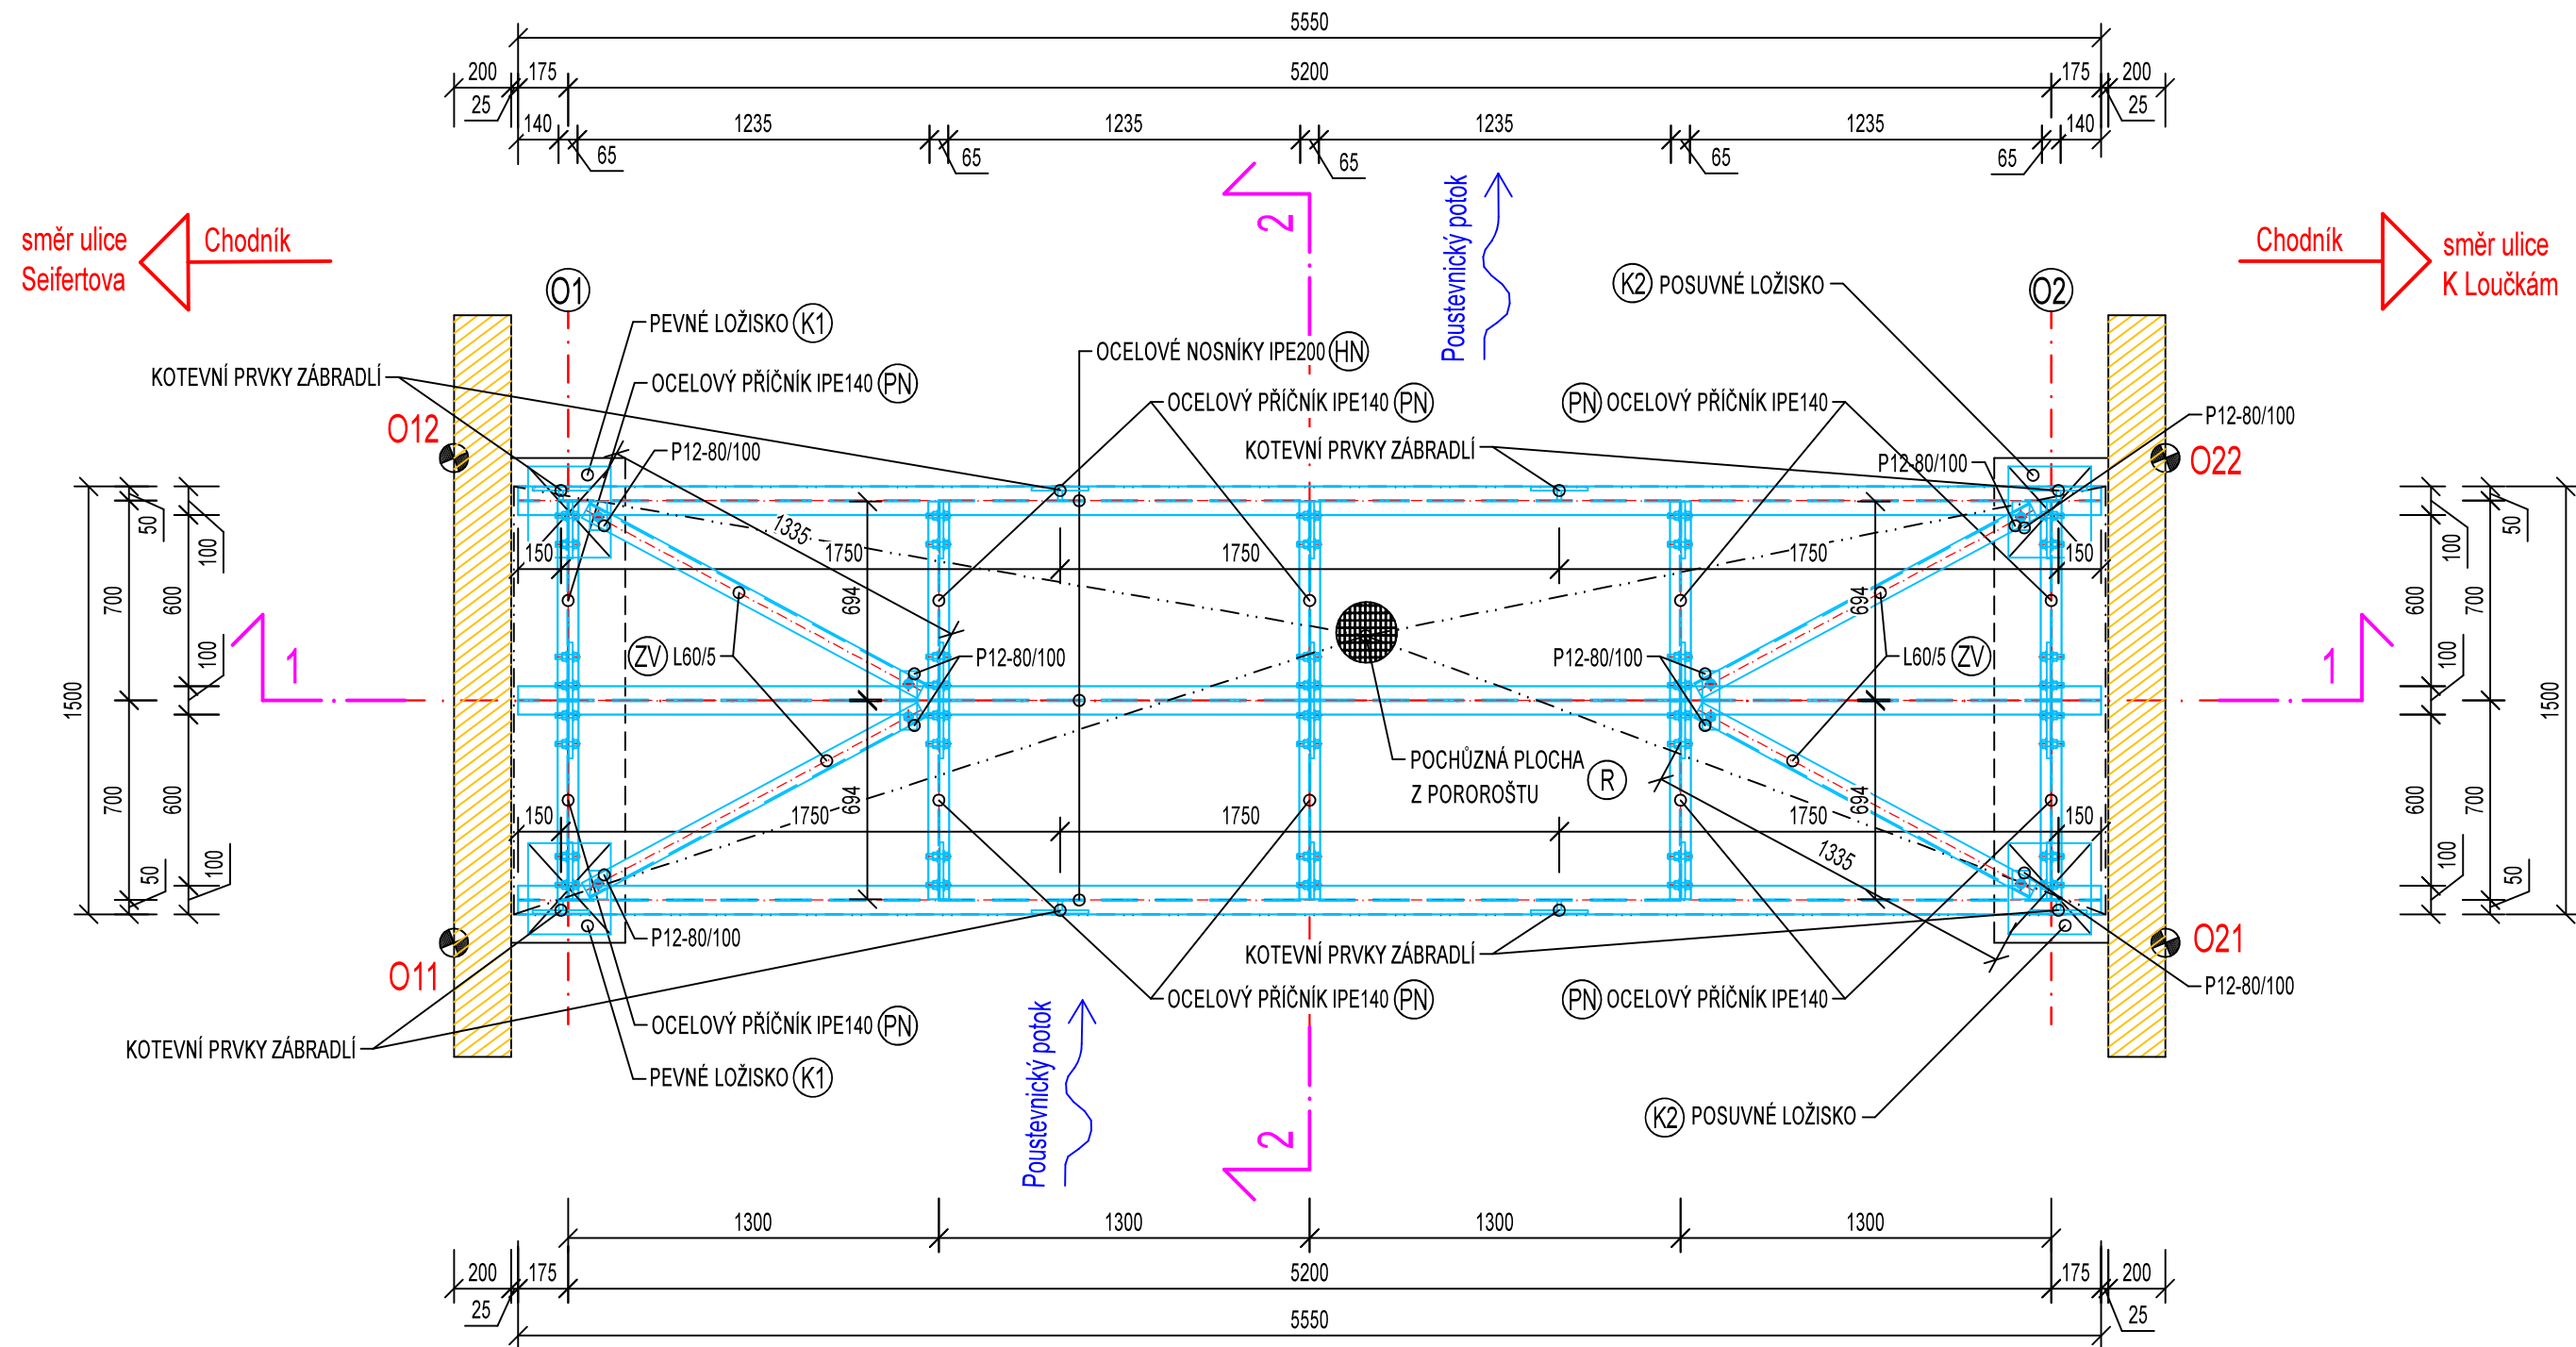 5550
200
175
5200
175
200
25
25
140
1235
1235
1235
1235
140
65
65
65
65
65
směr ulice
Seifertova
Chodník
2
Poustevnický potok
Chodník
směr ulice
K Loučkám
O1
K2 POSUVNÉ LOŽISKO
O2
PEVNÉ LOŽISKO K1
OCELOVÉ NOSNÍKY IPE200 HN
KOTEVNÍ PRVKY ZÁBRADLÍ
OCELOVÝ PŘÍČNÍK IPE140 PN
OCELOVÝ PŘÍČNÍK IPE140 PN
PN OCELOVÝ PŘÍČNÍK IPE140
P12-80/100
O12
KOTEVNÍ PRVKY ZÁBRADLÍ
P12-80/100
P12-80/100
O22
1335
150
1750
1750
1750
150
50
100
700
600
694
694
600
700
100
50
1
ZV L60/5
P12-80/100
P12-80/100
L60/5 ZV
1
100
100
1500
1500
POCHŮZNÁ PLOCHA
Z POROROŠTU
R
700
600
694
694
600
700
150
1750
1750
1750
150
1335
50
100
100
50
P12-80/100
O11
KOTEVNÍ PRVKY ZÁBRADLÍ
O21
P12-80/100
OCELOVÝ PŘÍČNÍK IPE140 PN
PN OCELOVÝ PŘÍČNÍK IPE140
OCELOVÝ PŘÍČNÍK IPE140 PN
KOTEVNÍ PRVKY ZÁBRADLÍ
PEVNÉ LOŽISKO K1
Poustevnický potok
2
K2 POSUVNÉ LOŽISKO
1300
1300
1300
1300
200
175
5200
175
200
25
25
5550